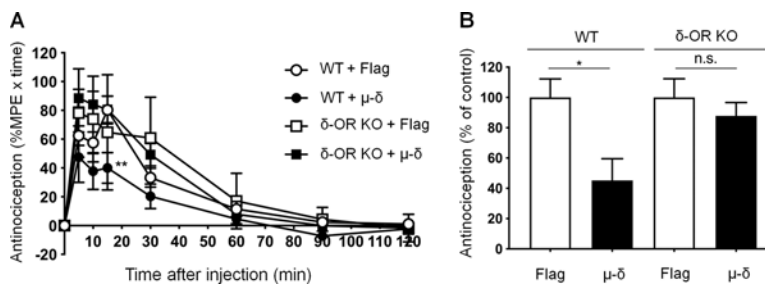 A
Antinociception (%MPE x time)
120
100
80
60
40
20
0
-20
**
10
20
30
40
50
60
70
80
90
100
110
120
Time after injection (min)
WT + Flag
WT + μ-δ
δ-OR KO + Flag
δ-OR KO + μ-δ
B
Antinociception (% of control)
120
100
80
60
40
20
0
WT
δ-OR KO
*
n.s.
Flag
μ-δ
Flag
μ-δ